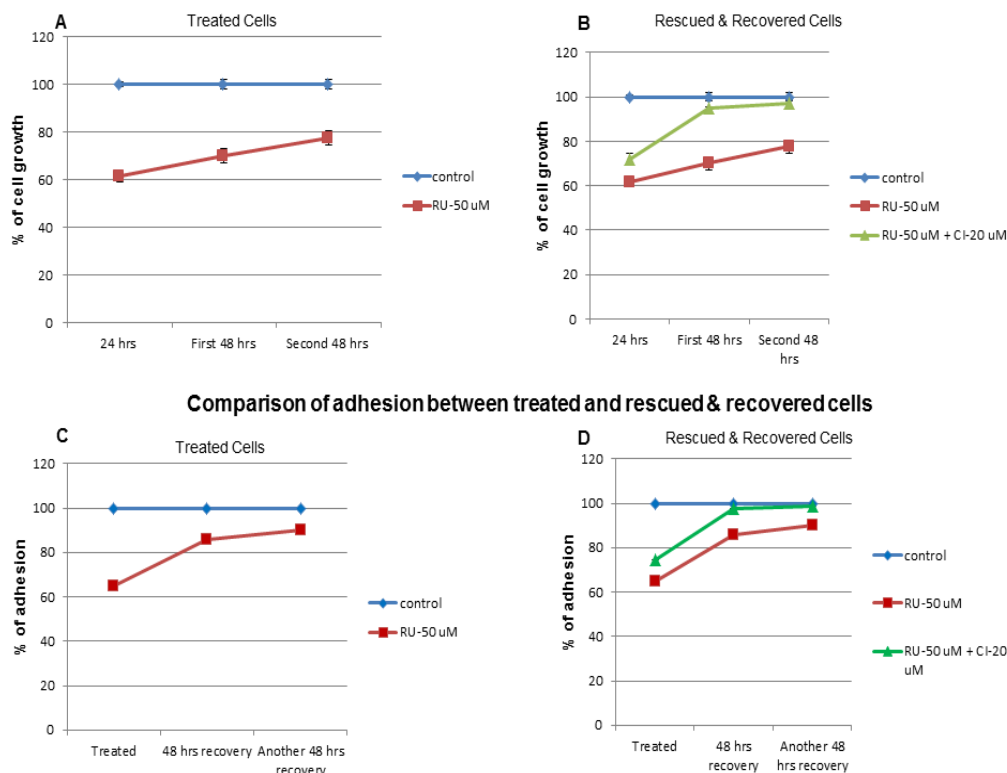 A
Treated Cells
120
100
80
60
40
20
0
% of cell growth
24 hrs
First 48 hrs
Second 48 hrs
control
RU-50 uM
B
Rescued & Recovered Cells
120
100
80
60
40
20
0
% of cell growth
24 hrs
First 48 hrs
Second 48
hrs
control
RU-50 uM
RU-50 uM + CI-20 uM
Comparison of adhesion between treated and rescued & recovered cells
C
Treated Cells
120
100
80
60
40
20
0
% of adhesion
Treated
48 hrs recovery
Another 48 hrs
recovery
control
RU-50 uM
D
Rescued & Recovered Cells
120
100
80
60
40
20
0
% of adhesion
Treated
48 hrs
recovery
Another 48
hrs recovery
control
RU-50 uM
RU-50 uM + CI-20
uM